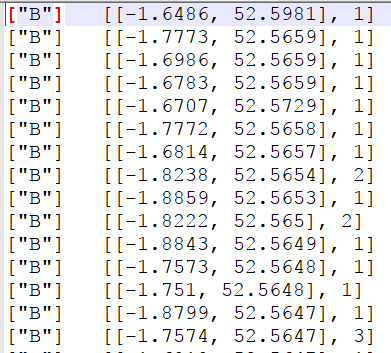 ["B"]	[[-1.6486, 52.5981], 1]
["B"]	[[-1.7773, 52.5659], 1]
["B"]	[[-1.6986, 52.5659], 1]
["B"]	[[-1.6783, 52.5659], 1]
["B"]	[[-1.6707, 52.5729], 1]
["B"]	[[-1.7772, 52.5658], 1]
["B"]	[[-1.6814, 52.5657], 1]
["B"]	[[-1.8238, 52.5654], 2]
["B"]	[[-1.8859, 52.5653], 1]
["B"]	[[-1.8222, 52.565], 2]
["B"]	[[-1.8843, 52.5649], 1]
["B"]	[[-1.7573, 52.5648], 1]
["B"]	[[-1.751, 52.5648], 1]
["B"]	[[-1.8799, 52.5647], 1]
["B"]	[[-1.7574, 52.5647], 3]